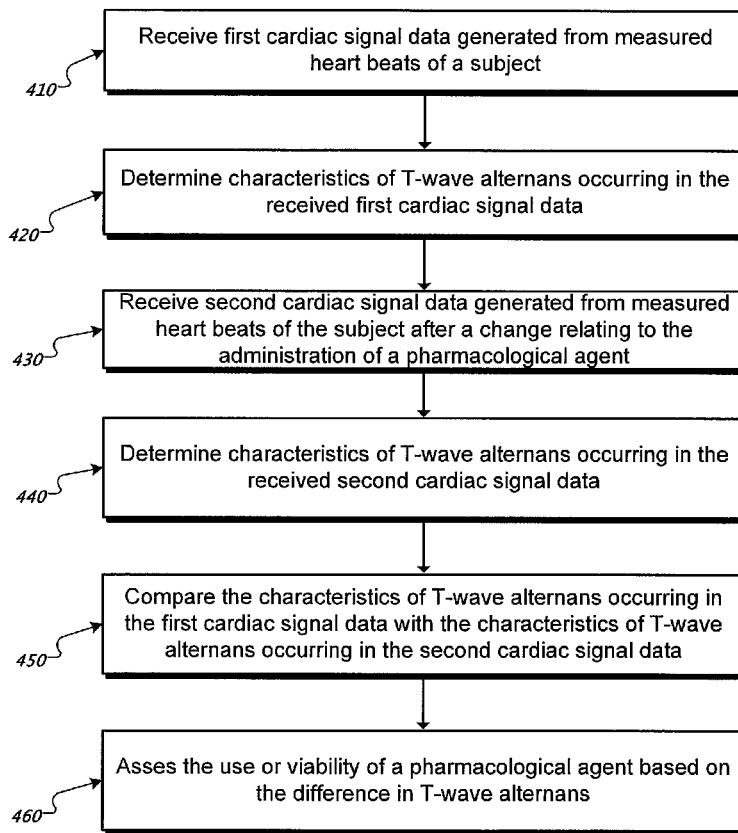 Receive first cardiac signal data generated from measured
heart beats of a subject
410
Determine characteristics of T-wave alternans occurring in the
received first cardiac signal data
420
Receive second cardiac signal data generated from measured
heart beats of the subject after a change relating to the
administration of a pharmacological agent
430
Determine characteristics of T-wave alternans occurring in the
received second cardiac signal data
440
Compare the characteristics of T-wave alternans occurring in
the first cardiac signal data with the characteristics of T-wave
alternans occurring in the second cardiac signal data
450
Asses the use or viability of a pharmacological agent based on
the difference in T-wave alternans
460